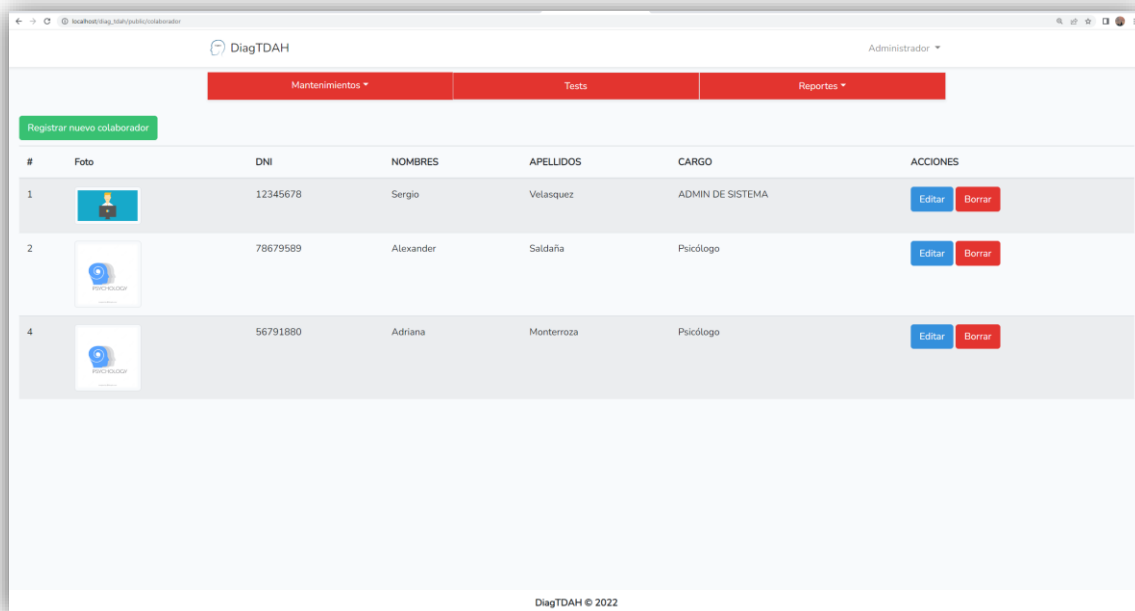 localhost/diag_tdah/public/colaborador
DiagTDAH
Administrador
Mantenimientos
Tests
Reportes
Registrar nuevo colaborador
# Foto DNI NOMBRES APELLIDOS CARGO ACCIONES
1 12345678 Sergio Velasquez ADMIN DE SISTEMA Editar Borrar
2 78679589 Alexander Saldaña Psicólogo Editar Borrar
PSYCHOLOGY
4 56791880 Adriana Monterroza Psicólogo Editar Borrar
PSYCHOLOGY
DiagTDAH © 2022